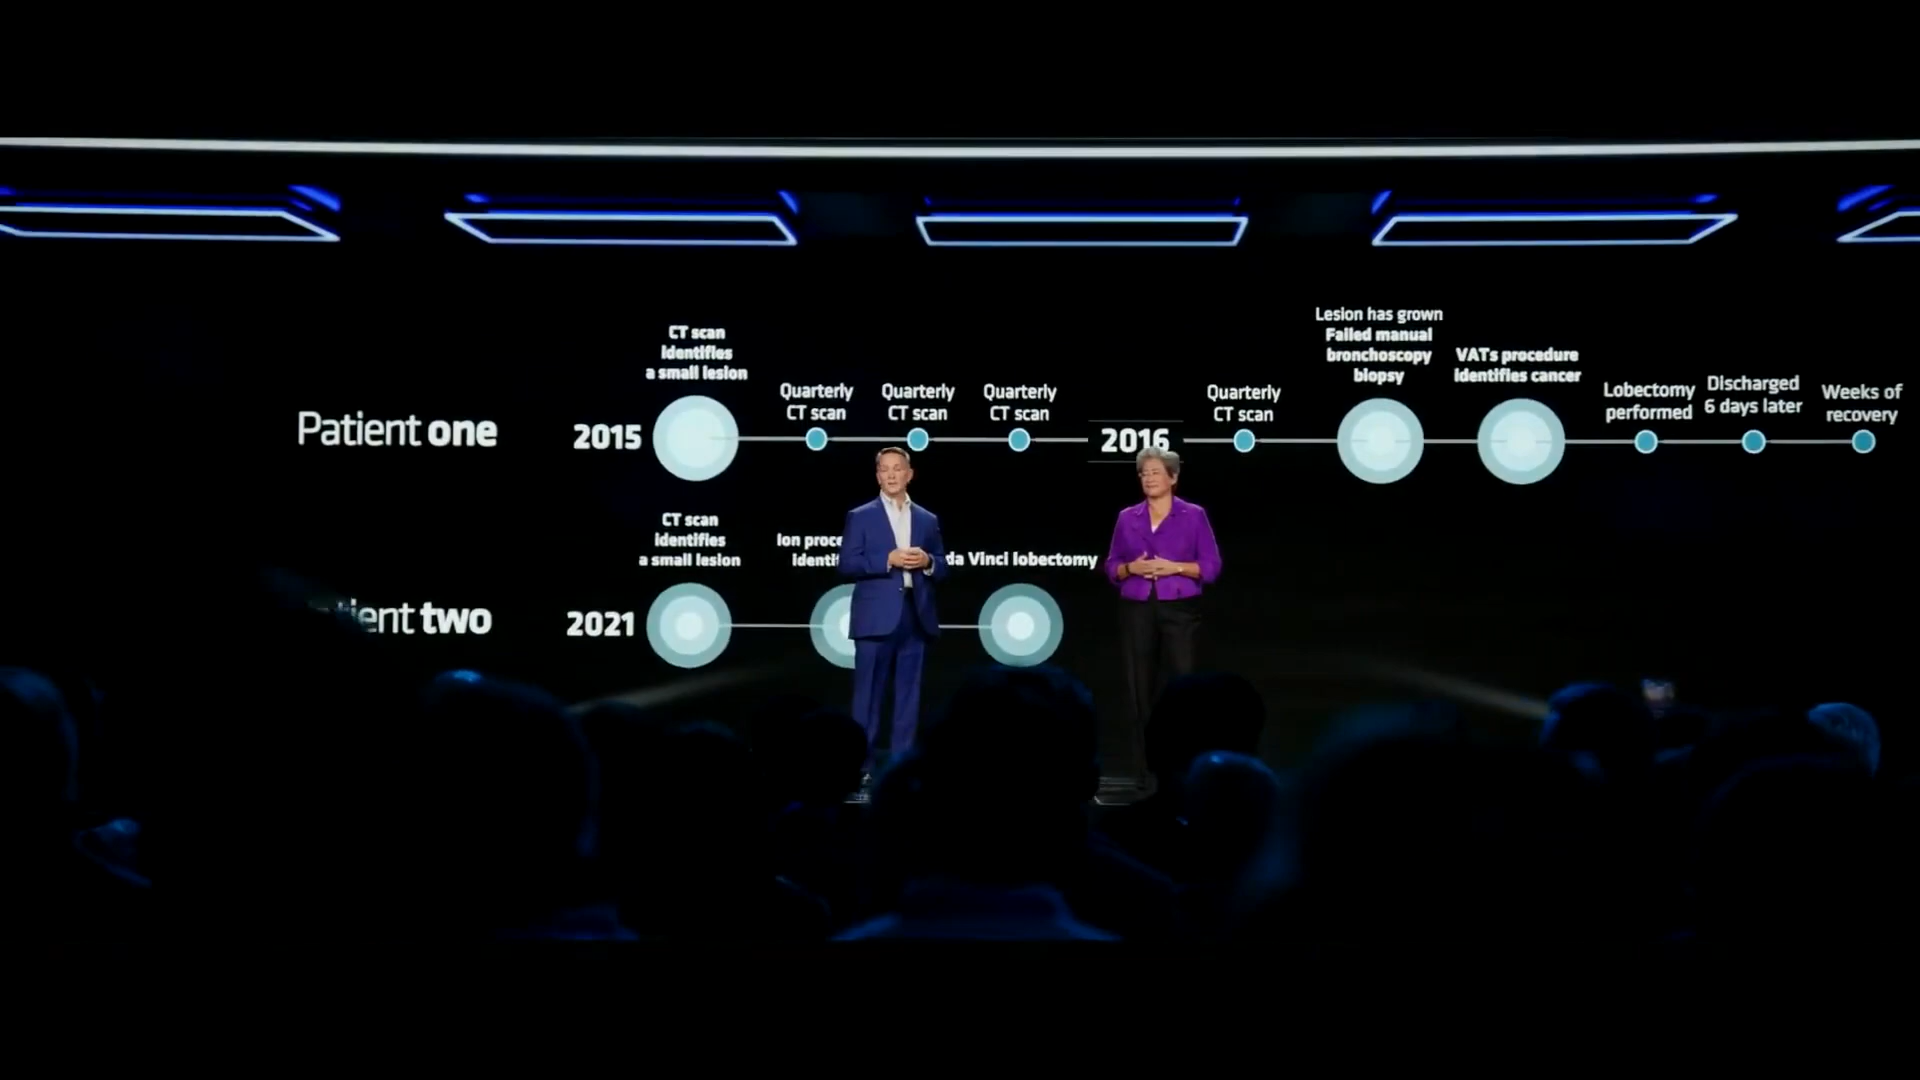 CT scan
identifies
a small lesion
Quarterly
CT scan
Quarterly
CT scan
Quarterly
CT scan
Quarterly
CT scan
Lesion has grown
Failed manual
bronchoscopy
biopsy
VATs procedure
identifies cancer
Lobectomy
performed
Discharged
6 days later
Weeks of
recovery
Patient one
2015
2016
CT scan
identifies
a small lesion
Ion
da Vinci lobectomy
two
2021